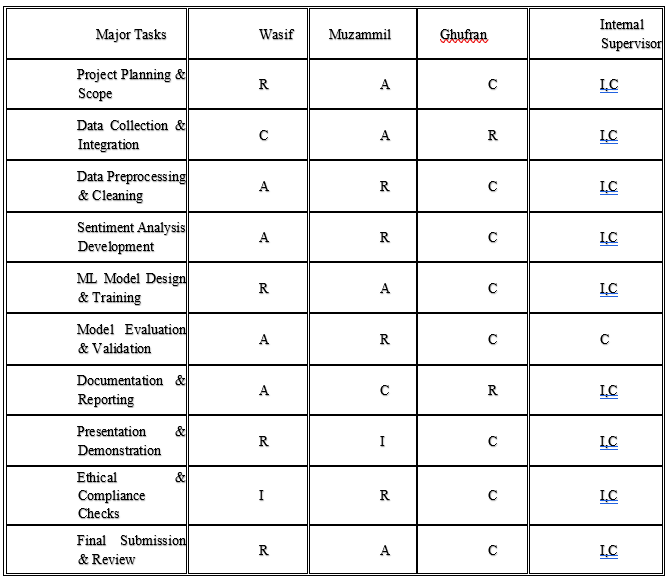 Major Tasks Wasif Muzammil Ghufran Internal
Supervisor
Project Planning & R A C I,C
Scope
Data Collection & C A R I,C
Integration
Data Preprocessing A R C I,C
& Cleaning
Sentiment Analysis A R C I,C
Development
ML Model Design R A C I,C
& Training
Model Evaluation A R C C
& Validation
Documentation & A C R I,C
Reporting
Presentation & R I C I,C
Demonstration
Ethical & I R C I,C
Compliance
Checks
Final Submission R A C I,C
& Review